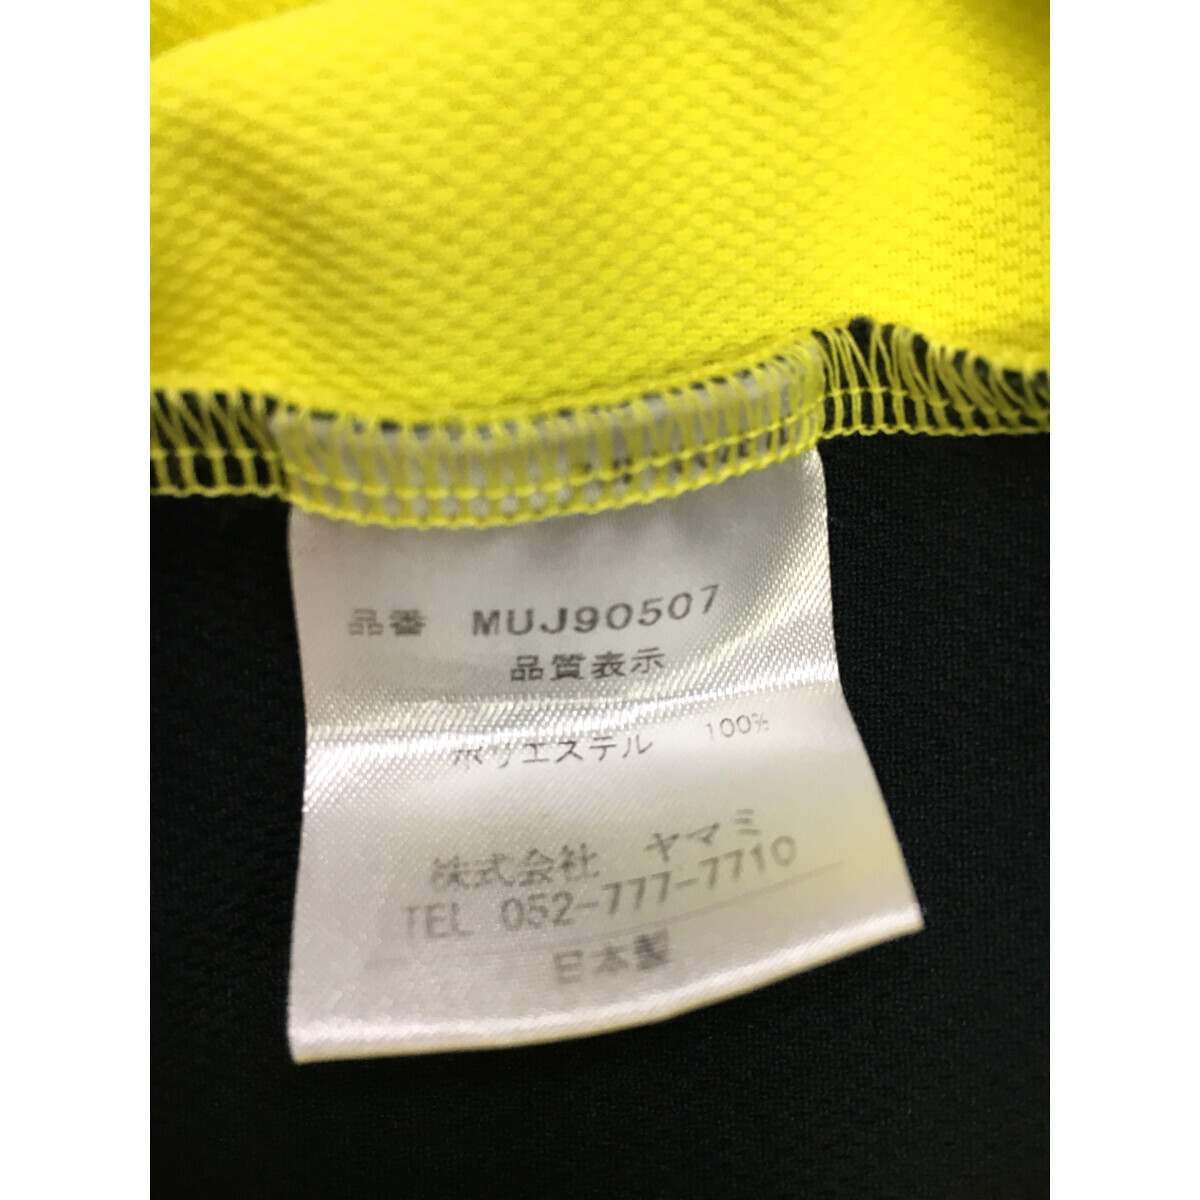 品番 MUJ90507
品質表示
ポリエステル 100%
株式会社 ヤマミ
TEL 052-777-7710
日本製